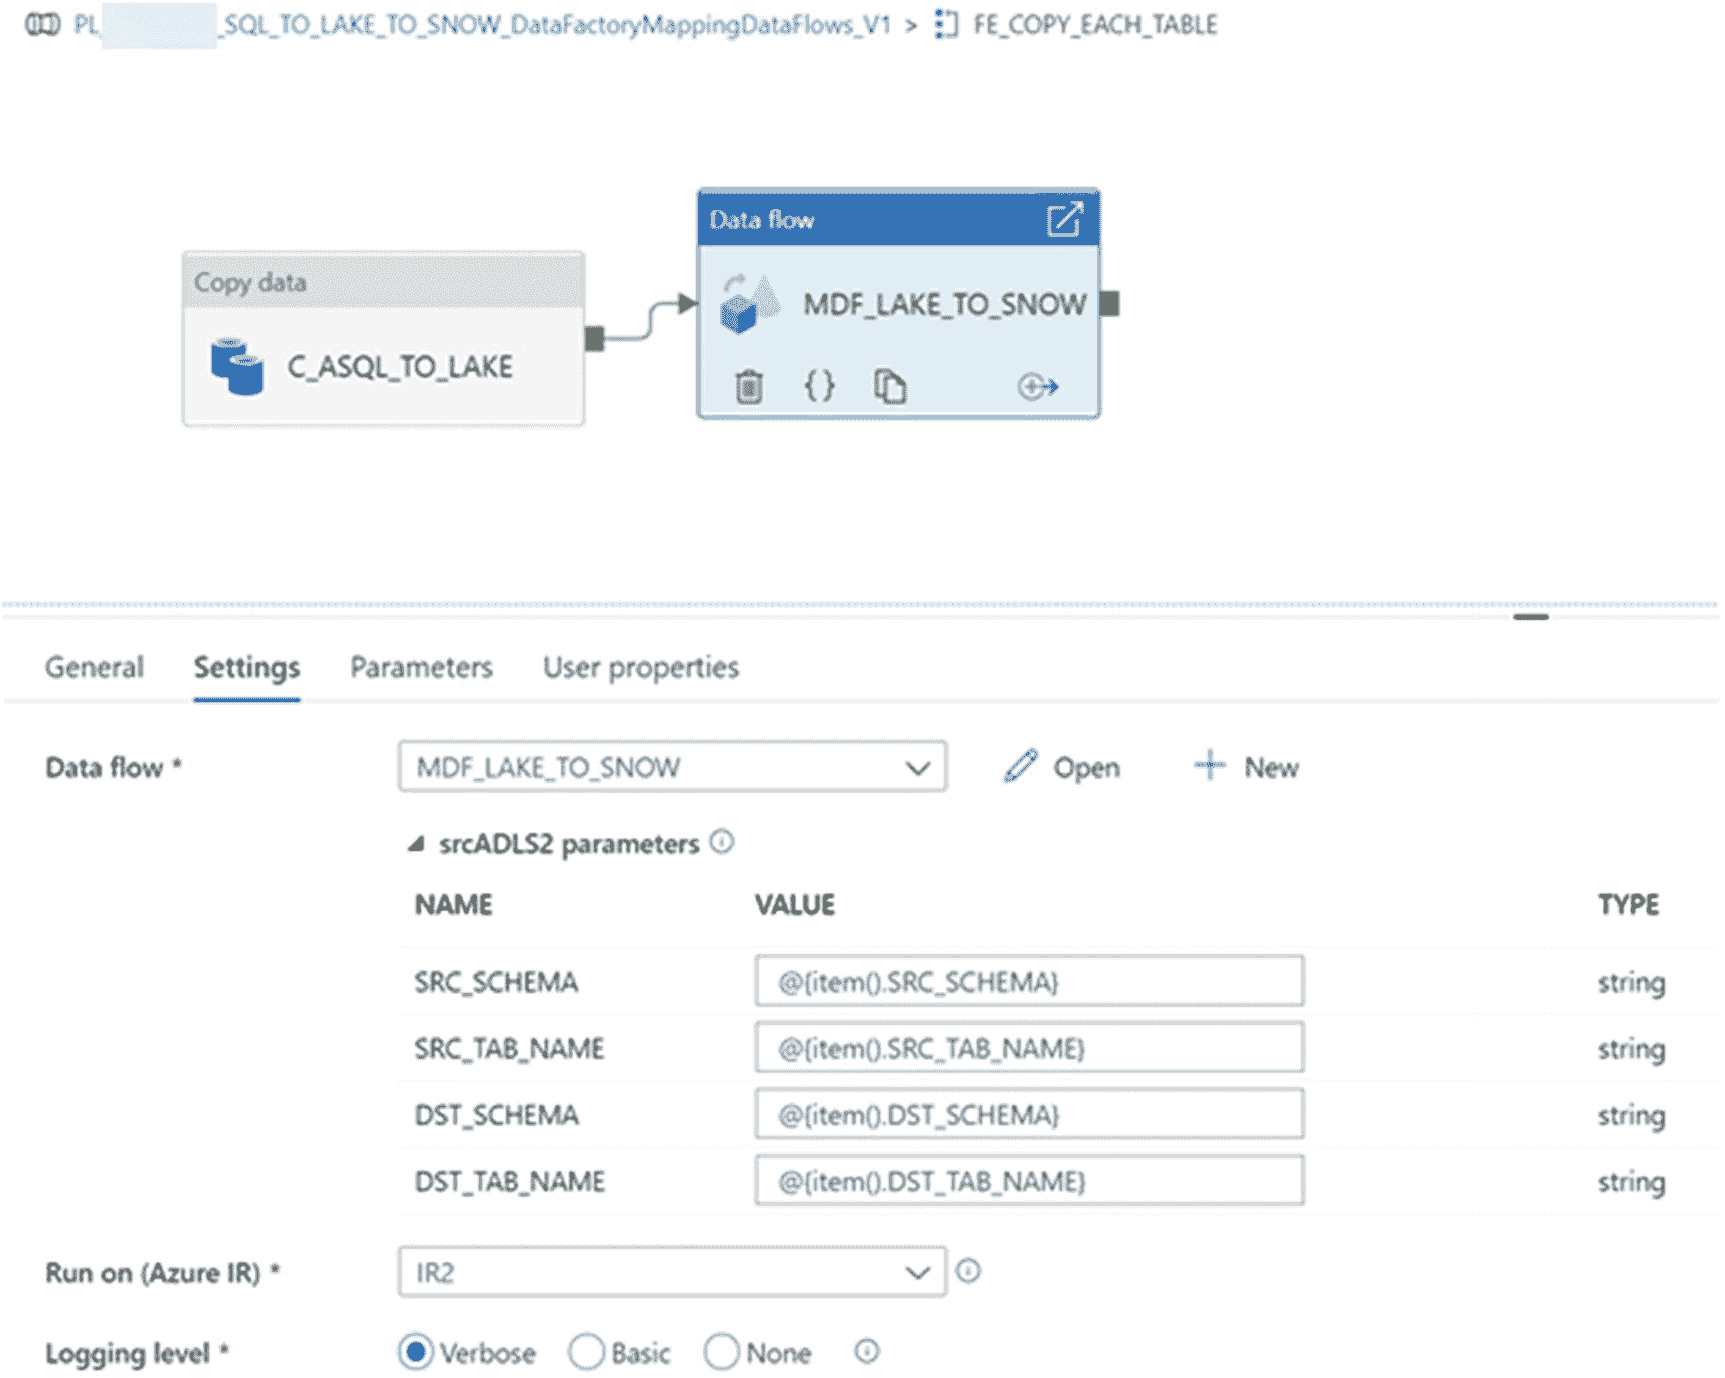 PL_ _SQL_TO_LAKE_TO_SNOW_DataFactoryMappingDataFlows_V1 > FE_COPY_EACH_TABLE
Data flow
Copy data
MDF_LAKE_TO_SNOW
C_ASQL_TO_LAKE
{}
General Settings Parameters User properties
Data flow * MDF_LAKE_TO_SNOW Open + New
srcADLS2 parameters
NAME VALUE TYPE
SRC_SCHEMA @{item().SRC_SCHEMA} string
SRC_TAB_NAME @{item().SRC_TAB_NAME} string
DST_SCHEMA @{item().DST_SCHEMA} string
DST_TAB_NAME @{item().DST_TAB_NAME} string
Run on (Azure IR) * IR2
Logging level * Verbose Basic None